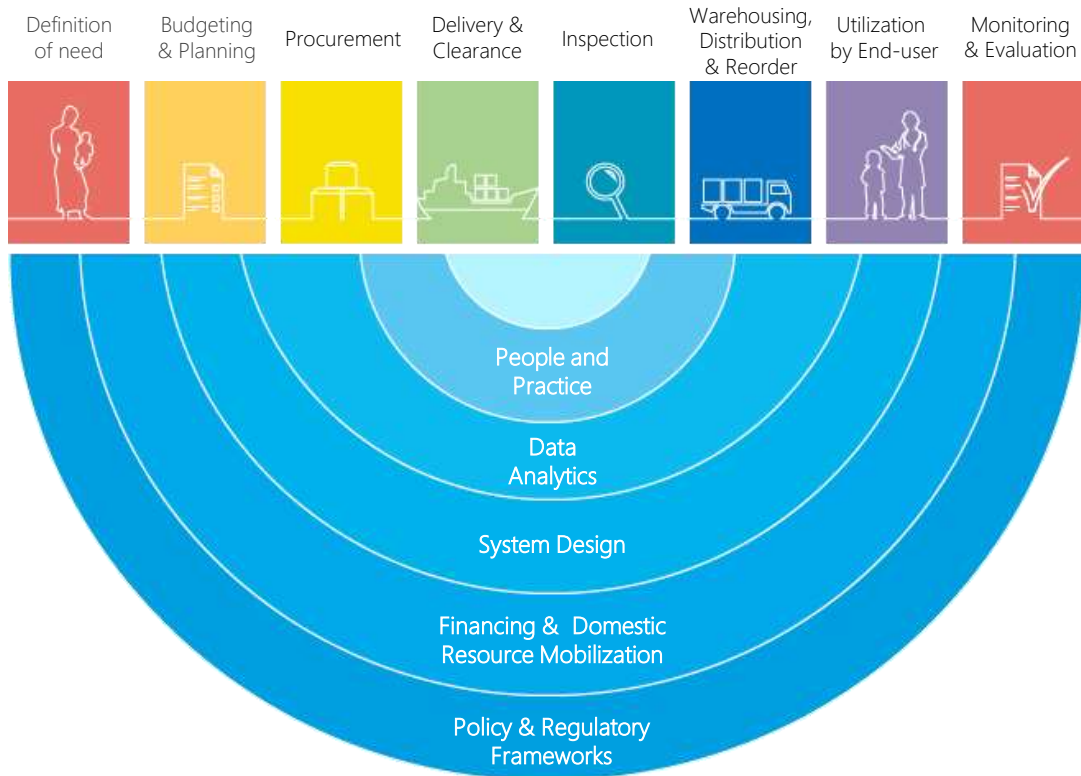 Definition
of need
Budgeting
& Planning
Procurement
Delivery &
Clearance
Inspection
Warehousing,
Distribution
& Reorder
Utilization
by End-user
Monitoring
& Evaluation
People and
Practice
Data
Analytics
System Design
Financing & Domestic
Resource Mobilization
Policy & Regulatory
Frameworks